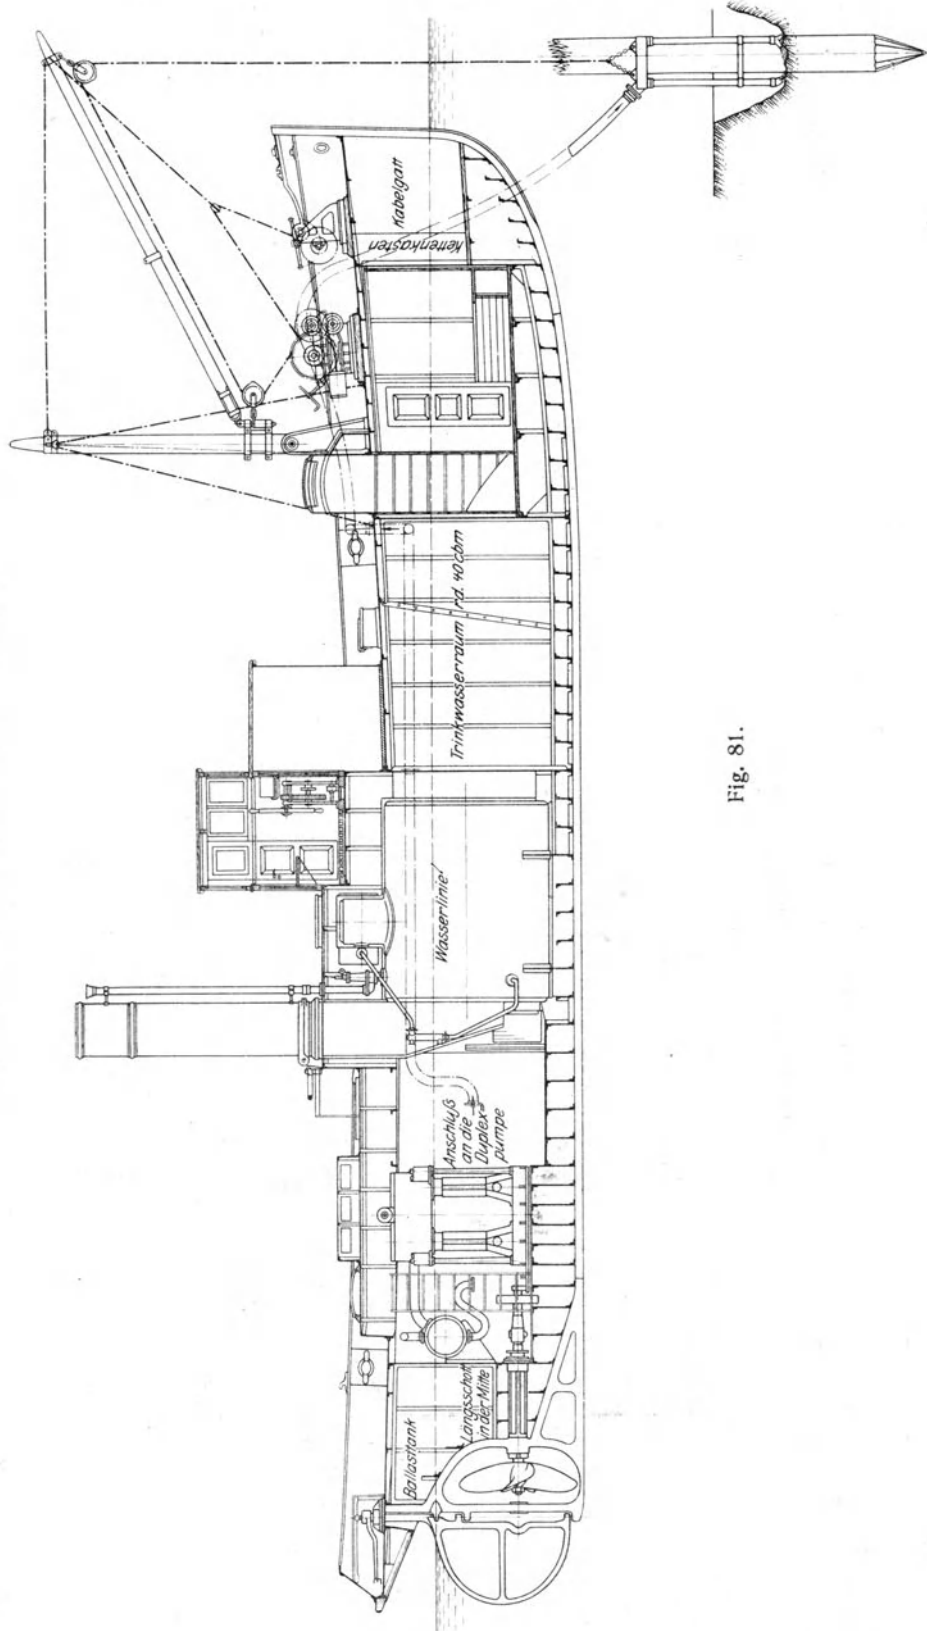 Kabelgatt
Kettenkasten
Trinkwasserraum rd. 40 cbm
Wasserlinie
Anschluß
an die
Duplex=
pumpe
Längsschott
in der Mitte
Ballasttank
Fig. 81.